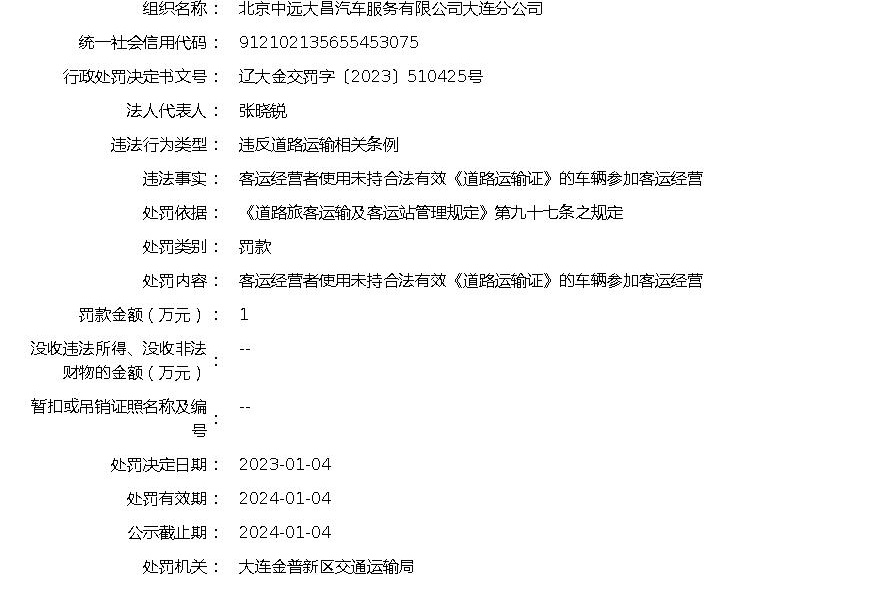 组织名称： 北京中远大昌汽车服务有限公司大连分公司
统一社会信用代码： 912102135655453075
行政处罚决定书文号： 辽大金交罚字〔2023〕510425号
法人代表人： 张晓锐
违法行为类型： 违反道路运输相关条例
违法事实： 客运经营者使用未持合法有效《道路运输证》的车辆参加客运经营
处罚依据： 《道路旅客运输及客运站管理规定》第九十七条之规定
处罚类别： 罚款
处罚内容： 客运经营者使用未持合法有效《道路运输证》的车辆参加客运经营
罚款金额（万元）： 1
没收违法所得、没收非法
财物的金额（万元）： --
暂扣或吊销证照名称及编
号： --
处罚决定日期： 2023-01-04
处罚有效期： 2024-01-04
公示截止期： 2024-01-04
处罚机关： 大连金普新区交通运输局